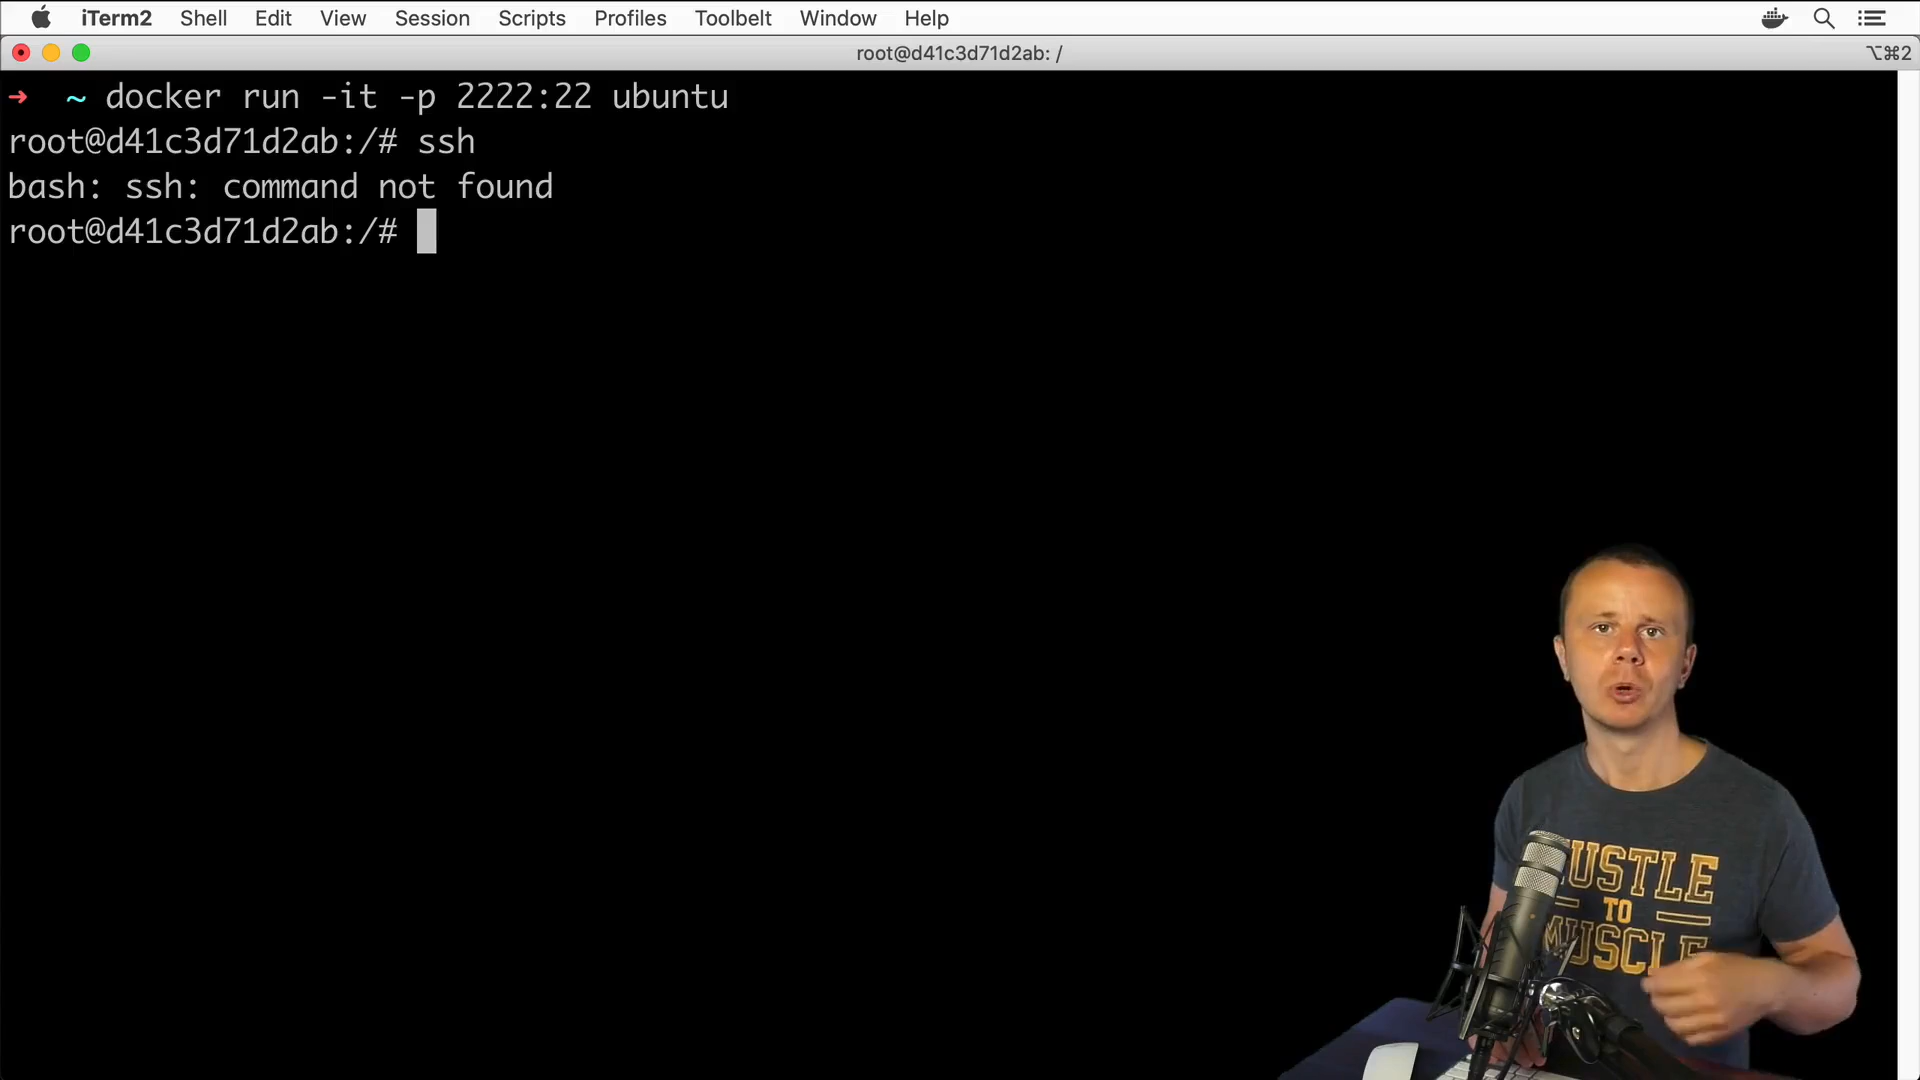 iTerm2 Shell Edit View Session Scripts Profiles Toolbelt Window Help
root@d41c3d71d2ab: / ⌥⌘2
➜ ~ docker run -it -p 2222:22 ubuntu
root@d41c3d71d2ab:/# ssh
bash: ssh: command not found
root@d41c3d71d2ab:/#
USTLE
TO
MUSCLE